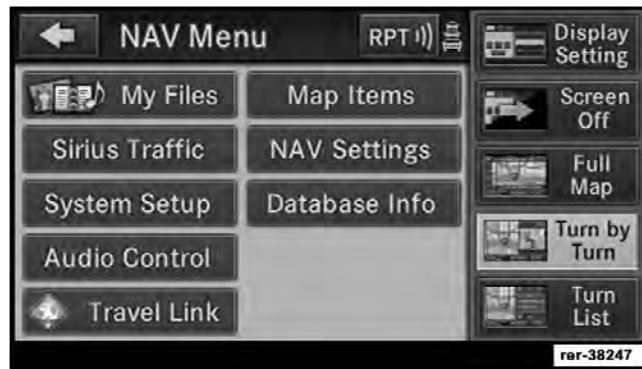 NAV Menu
RPT
My Files
Map Items
Sirius Traffic
NAV Settings
System Setup
Database Info
Audio Control
Travel Link
Display
Setting
Screen
Off
Full
Map
Turn by
Turn
Turn
List
rer-38247